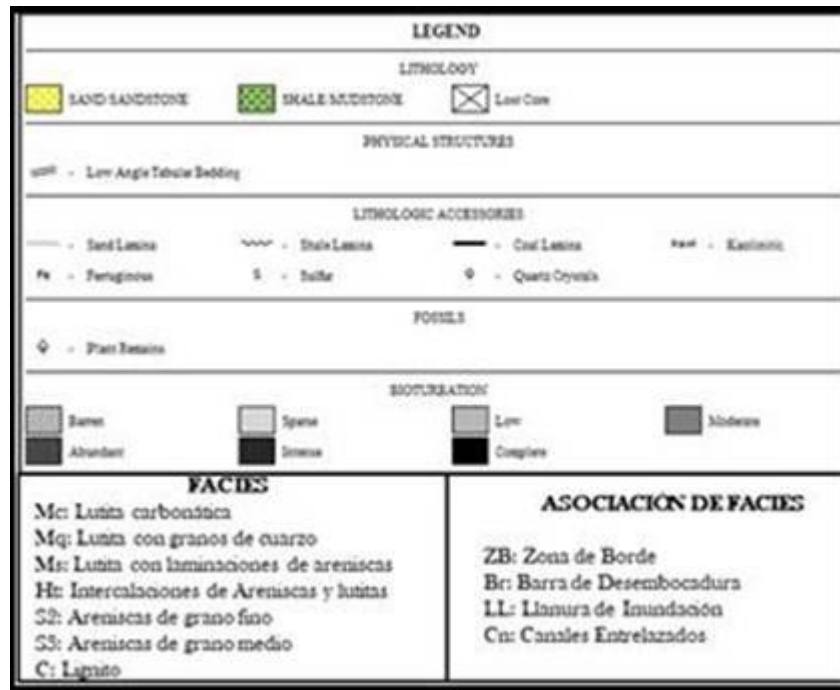 LEGEND
LITHOLOGY
SAND/SANDSTONE SHALE/MUDSTONE Lost Core
PHYSICAL STRUCTURES
- Low Angle Tabular Bedding
LITHOLOGIC ACCESSORIES
- Sand Lamina - Shale Lamina - Coal Lamina - Kaolinitic
Fe - Ferruginous S - Sulfur - Quartz Crystals
FOSSILS
- Plant Remains
BIOTURBATION
Barren Sparse Low Moderate
Abundant Intense Complete
FACIES
Mc: Lutita carbonática
Mq: Lutita con granos de cuarzo
Ms: Lutita con laminaciones de areniscas
Ht: Intercalaciones de Areniscas y lutitas
S2: Areniscas de grano fino
S3: Areniscas de grano medio
C: Lignito
ASOCIACIÓN DE FACIES
ZB: Zona de Borde
Br: Barra de Desembocadura
LL: Llanura de Inundación
Cn: Canales Entrelazados